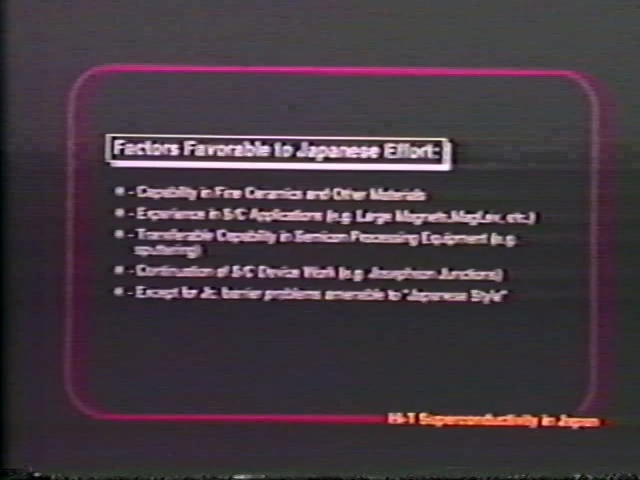 Factors Favorable to Japanese Effort:
- Capability in Fine Ceramics and Other Materials
- Experience in S/C Applications (e.g. Large Magnets, MagLev, etc.)
- Transferable Capability in Semicon Processing Equipment (e.g.
sputtering)
- Continuation of S/C Device Work (e.g. Josephson Junctions)
- Except for Jc, barrier problems amenable to "Japanese Style"
Hi-T Superconductivity in Japan